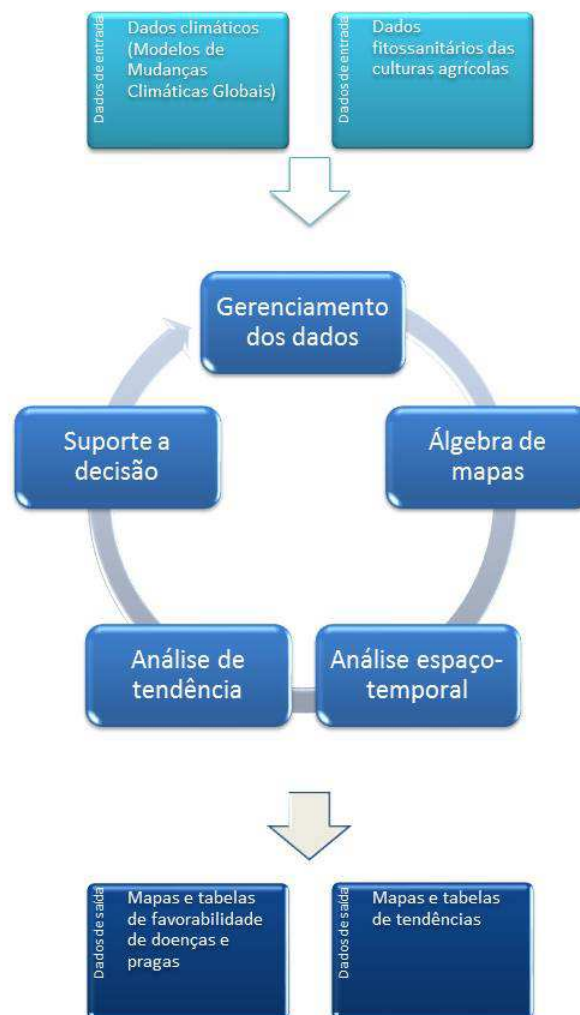 Dados de entrada
Dados climáticos
(Modelos de
Mudanças
Climáticas Globais)
Dados de entrada
Dados
fitossanitários das
culturas agrícolas
Gerenciamento
dos dados
Álgebra de
mapas
Análise espaço-
temporal
Análise de
tendência
Suporte a
decisão
Dados de saída
Mapas e tabelas
de favorabilidade
de doenças e
pragas
Dados de saída
Mapas e tabelas
de tendências